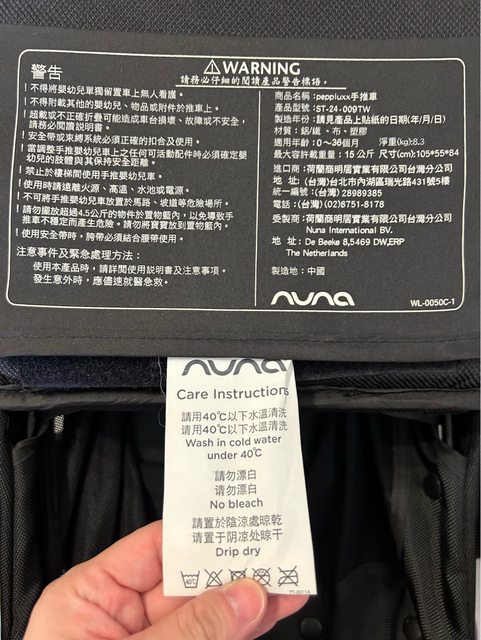 ⚠WARNING
請務必仔細的閱讀產品警告標語。
警告
!不得將嬰幼兒單獨留置車上無人看護。
!不得附載其他的嬰幼兒、物品或附件於推車上。
!超載或不正確折疊可能造成車台損壞、故障或不安全,
請務必閱讀說明書。
!安全帶或束縛系統必須正確的扣合及使用。
!當調整手推嬰幼兒車上之任何可活動配件時必須確定嬰
幼兒的肢體與其保持安全距離。
!禁止於樓梯間使用手推嬰幼兒車。
!使用時請遠離火源、高溫、水池或電源。
!不可將手推嬰幼兒車放置於馬路、坡道等危險場所。
!請勿擺放超過4.5公斤的物件於置物籃內,以免導致手
推車不穩定而產生危險。請勿將寶寶放到置物籃內。
!使用安全帶時,胯帶必須結合腰帶使用。
注意事件及緊急處理方法:
使用本產品時,請詳閱使用說明書及注意事項。
發生意外時,應儘速就醫急救。
商品名稱:pepp luxx手推車
產品型號:ST-24-009TW
製造年份:請見產品上貼紙的日期(年/月/日)
材質:鋁/鐵、布、塑膠
適用年齡:0~36個月 淨重(kg):8.3
最大容許載重量:15公斤 尺寸(cm):105*55*84
進口商:荷蘭商明居實業有限公司台灣分公司
地 址:(台灣)台北市內湖區瑞光路431號5樓
統一編號:(台灣) 28989385
電話:(台灣)(02)8751-8178
委製商:荷蘭商明居實業有限公司台灣分公司
Nuna International BV.
地 址: De Beeke 8,5469 DW,ERP
The Netherlands
製造地:中國
nuna
WL-0050C-1
nuna
Care Instructions
請用40℃以下水溫清洗
请用40℃以下水温清洗
Wash in cold water
under 40℃
請勿漂白
请勿漂白
No bleach
請置於陰涼處晾乾
请置于阴凉处晾干
Drip dry
40℃